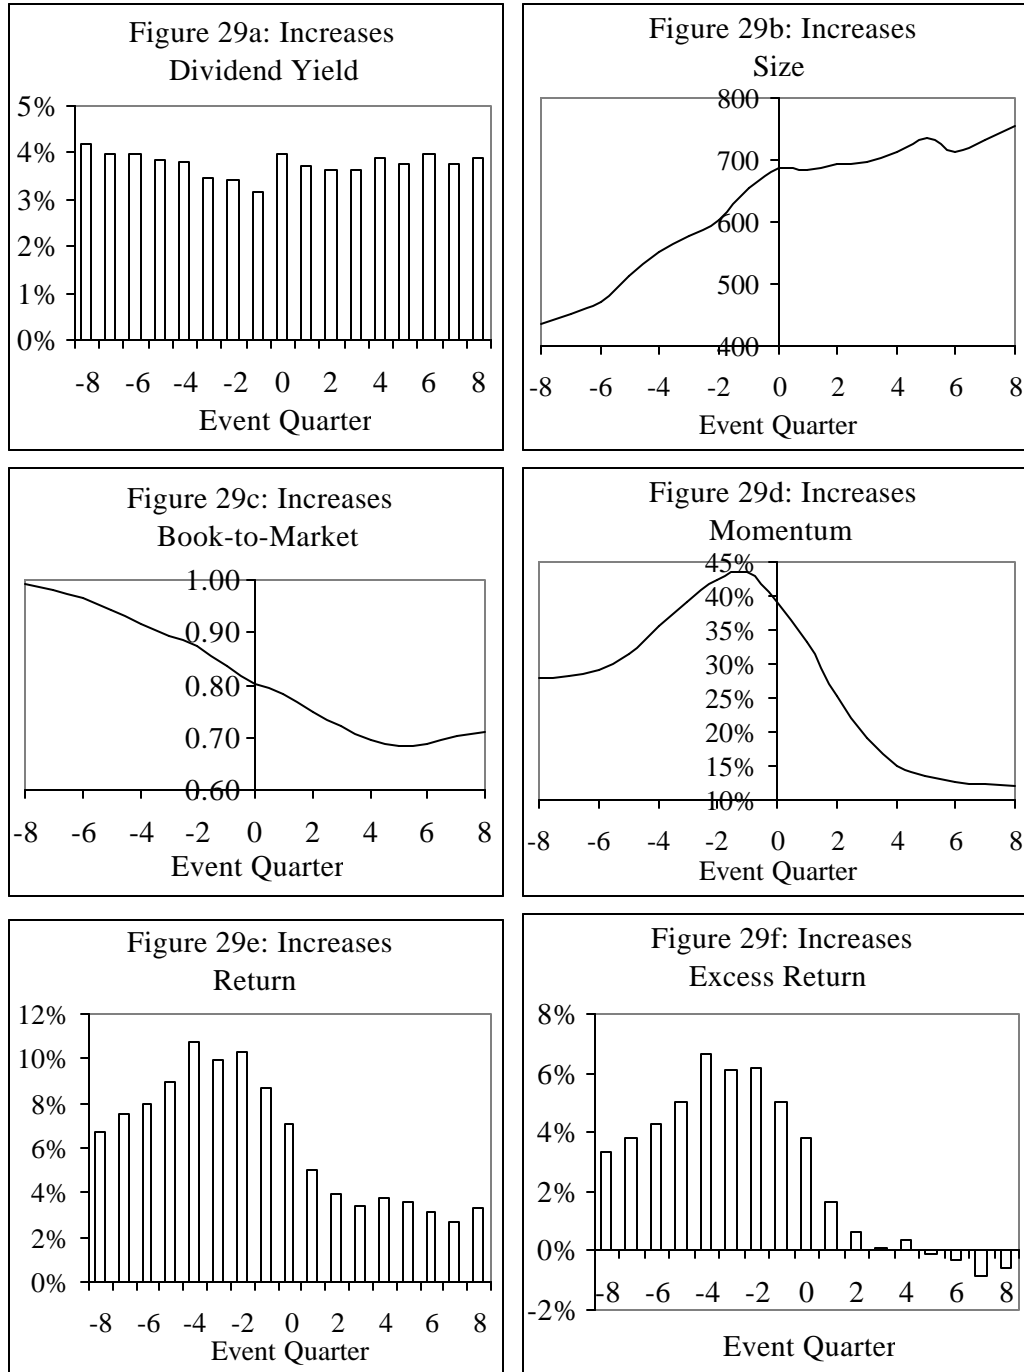 Figure 29a: Increases
Dividend Yield
5%
4%
3%
2%
1%
0%
-8 -6 -4 -2 0 2 4 6 8
Event Quarter
Figure 29b: Increases
Size
800
700
600
500
400
-8 -6 -4 -2 0 2 4 6 8
Event Quarter
Figure 29c: Increases
Book-to-Market
1.00
0.90
0.80
0.70
0.60
-8 -6 -4 -2 0 2 4 6 8
Event Quarter
Figure 29d: Increases
Momentum
45%
40%
35%
30%
25%
20%
15%
10%
-8 -6 -4 -2 0 2 4 6 8
Event Quarter
Figure 29e: Increases
Return
12%
10%
8%
6%
4%
2%
0%
-8 -6 -4 -2 0 2 4 6 8
Event Quarter
Figure 29f: Increases
Excess Return
8%
6%
4%
2%
0%
-8 -6 -4 -2 0 2 4 6 8
-2%
Event Quarter